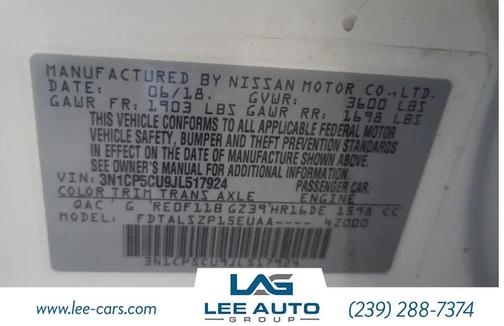 MANUFACTURED BY NISSAN MOTOR CO., LTD.
DATE: 06/18. GVWR: 3600 LBS
GAWR FR: 1903 LBS GAWR RR: 1698 LBS
THIS VEHICLE CONFORMS TO ALL APPLICABLE FEDERAL MOTOR
VEHICLE SAFETY, BUMPER AND THEFT PREVENTION STANDARDS
IN EFFECT ON THE DATE OF MANUFACTURE SHOWN ABOVE.
SEE OWNER'S MANUAL FOR ADDITIONAL INFORMATION.
VIN: 3N1CP5CU9JL517924 PASSENGER CAR
COLOR TRIM TRANS AXLE ENGINE
QAC G RE0F11B GZ39 HR16DE 1598 CC
MODEL: FDTALSZP15EUAA---- 42000
3N1CP5CU9JL517924
LAG
www.lee-cars.com LEE AUTO (239) 288-7374
GROUP